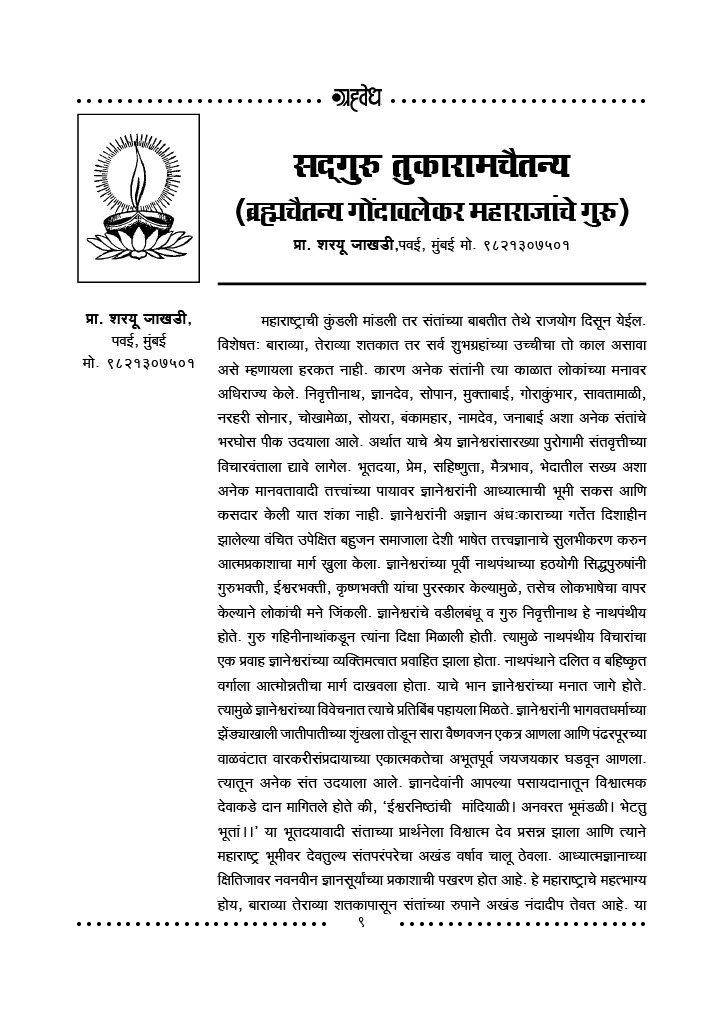 ग्रहवेध
सद्‌गुरु तुकारामचैतन्य
(ब्रह्मचैतन्य गोंदावलेकर महाराजांचे गुरु)
प्रा. शरयू जाखडी,पवई, मुंबई मो. ९८२१३०७५०१
प्रा. शरयू जाखडी,
पवई, मुंबई
मो. ९८२१३०७५०१
महाराष्ट्राची कुंडली मांडली तर संतांच्या बाबतीत तेथे राजयोग दिसून येईल.
विशेषत: बाराव्या, तेराव्या शतकात तर सर्व शुभग्रहांच्या उच्चीचा तो काल असावा
असे म्हणायला हरकत नाही. कारण अनेक संतांनी त्या काळात लोकांच्या मनावर
अधिराज्य केले. निवृत्तीनाथ, ज्ञानदेव, सोपान, मुक्ताबाई, गोराकुंभार, सावतामाळी,
नरहरी सोनार, चोखामेळा, सोयरा, बंकामहार, नामदेव, जनाबाई अशा अनेक संतांचे
भरघोस पीक उदयाला आले. अर्थात याचे श्रेय ज्ञानेश्वरांसारख्या पुरोगामी संतवृत्तीच्या
विचारवंताला द्यावे लागेल. भूतदया, प्रेम, सहिष्णुता, मैत्रभाव, भेदातील सख्य अशा
अनेक मानवतावादी तत्त्वांच्या पायावर ज्ञानेश्वरांनी आध्यात्माची भूमी सकस आणि
कसदार केली यात शंका नाही. ज्ञानेश्वरांनी अज्ञान अंध:काराच्या गर्तेत दिशाहीन
झालेल्या वंचित उपेक्षित बहुजन समाजाला देशी भाषेत तत्त्वज्ञानाचे सुलभीकरण करुन
आत्मप्रकाशाचा मार्ग खुला केला. ज्ञानेश्वरांच्या पूर्वी नाथपंथाच्या हठयोगी सिद्धपुरुषांनी
गुरुभक्ती, ईश्वरभक्ती, कृष्णभक्ती यांचा पुरस्कार केल्यामुळे, तसेच लोकभाषेचा वापर
केल्याने लोकांची मने जिंकली. ज्ञानेश्वरांचे वडीलबंधू व गुरु निवृत्तीनाथ हे नाथपंथीय
होते. गुरु गहिनीनाथांकडून त्यांना दिक्षा मिळाली होती. त्यामुळे नाथपंथीय विचारांचा
एक प्रवाह ज्ञानेश्वरांच्या व्यक्तिमत्वात प्रवाहित झाला होता. नाथपंथाने दलित व बहिष्कृत
वर्गाला आत्मोन्नतीचा मार्ग दाखवला होता. याचे भान ज्ञानेश्वरांच्या मनात जागे होते.
त्यामुळे ज्ञानेश्वरांच्या विवेचनात त्याचे प्रतिबिंब पहायला मिळते. ज्ञानेश्वरांनी भागवतधर्माच्या
झेंड्याखाली जातीपातीच्या शृंखला तोडून सारा वैष्णवजन एकत्र आणला आणि पंढरपूरच्या
वाळवंटात वारकरीसंप्रदायाच्या एकात्मकतेचा अभूतपूर्व जयजयकार घडवून आणला.
त्यातून अनेक संत उदयाला आले. ज्ञानदेवांनी आपल्या पसायदानातून विश्वात्मक
देवाकडे दान मागितले होते की, ‘ईश्वरनिष्ठांची मांदियाळी। अनवरत भूमंडळी। भेटतु
भूतां।।’ या भूतदयावादी संताच्या प्रार्थनेला विश्वात्म देव प्रसन्न झाला आणि त्याने
महाराष्ट्र भूमीवर देवतुल्य संतपरंपरेचा अखंड वर्षाव चालू ठेवला. आध्यात्मज्ञानाच्या
क्षितिजावर नवनवीन ज्ञानसूर्यांच्या प्रकाशाची पखरण होत आहे. हे महाराष्ट्राचे महत्भाग्य
होय, बाराव्या तेराव्या शतकापासून संतांच्या रुपाने अखंड नंदादीप तेवत आहे. या
९